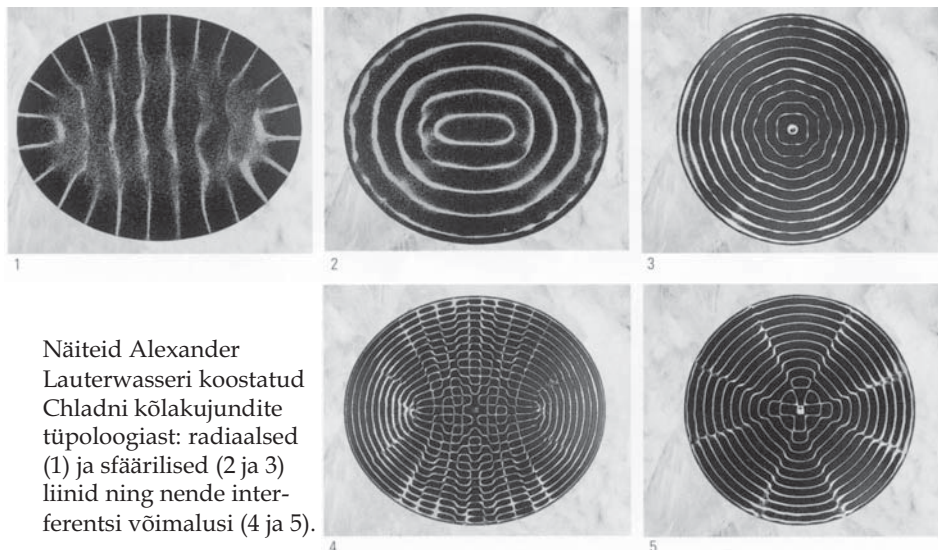 1
2
3
Näiteid Alexander
Lauterwasseri koostatud
Chladni kõlakujundite
tüpoloogiast: radiaalsed
(1) ja sfäärilised (2 ja 3)
liinid ning nende inter-
ferentsi võimalusi (4 ja 5).
4
5